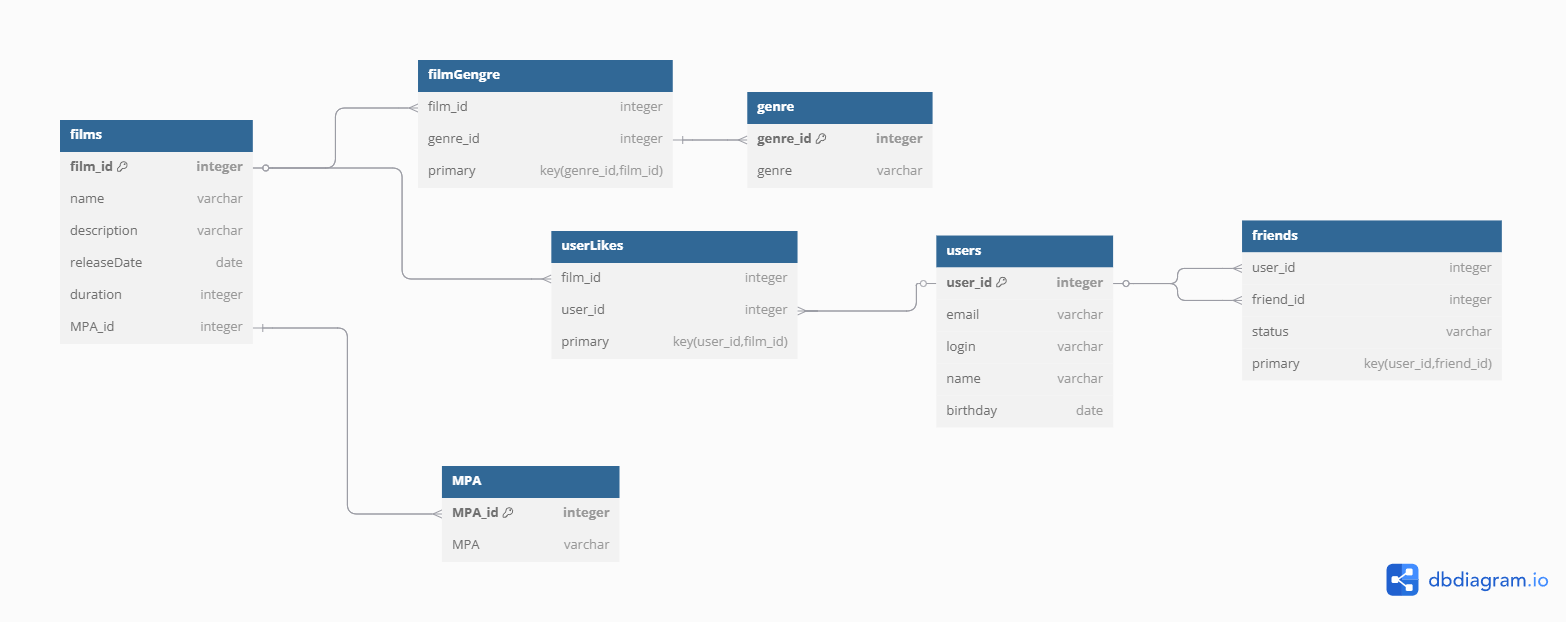 films
film_id integer
name varchar
description varchar
releaseDate date
duration integer
MPA_id integer
filmGengre
film_id integer
genre_id integer
primary key(genre_id,film_id)
genre
genre_id integer
genre varchar
userLikes
film_id integer
user_id integer
primary key(user_id,film_id)
users
user_id integer
email varchar
login varchar
name varchar
birthday date
friends
user_id integer
friend_id integer
status varchar
primary key(user_id,friend_id)
MPA
MPA_id integer
MPA varchar
dbdiagram.io